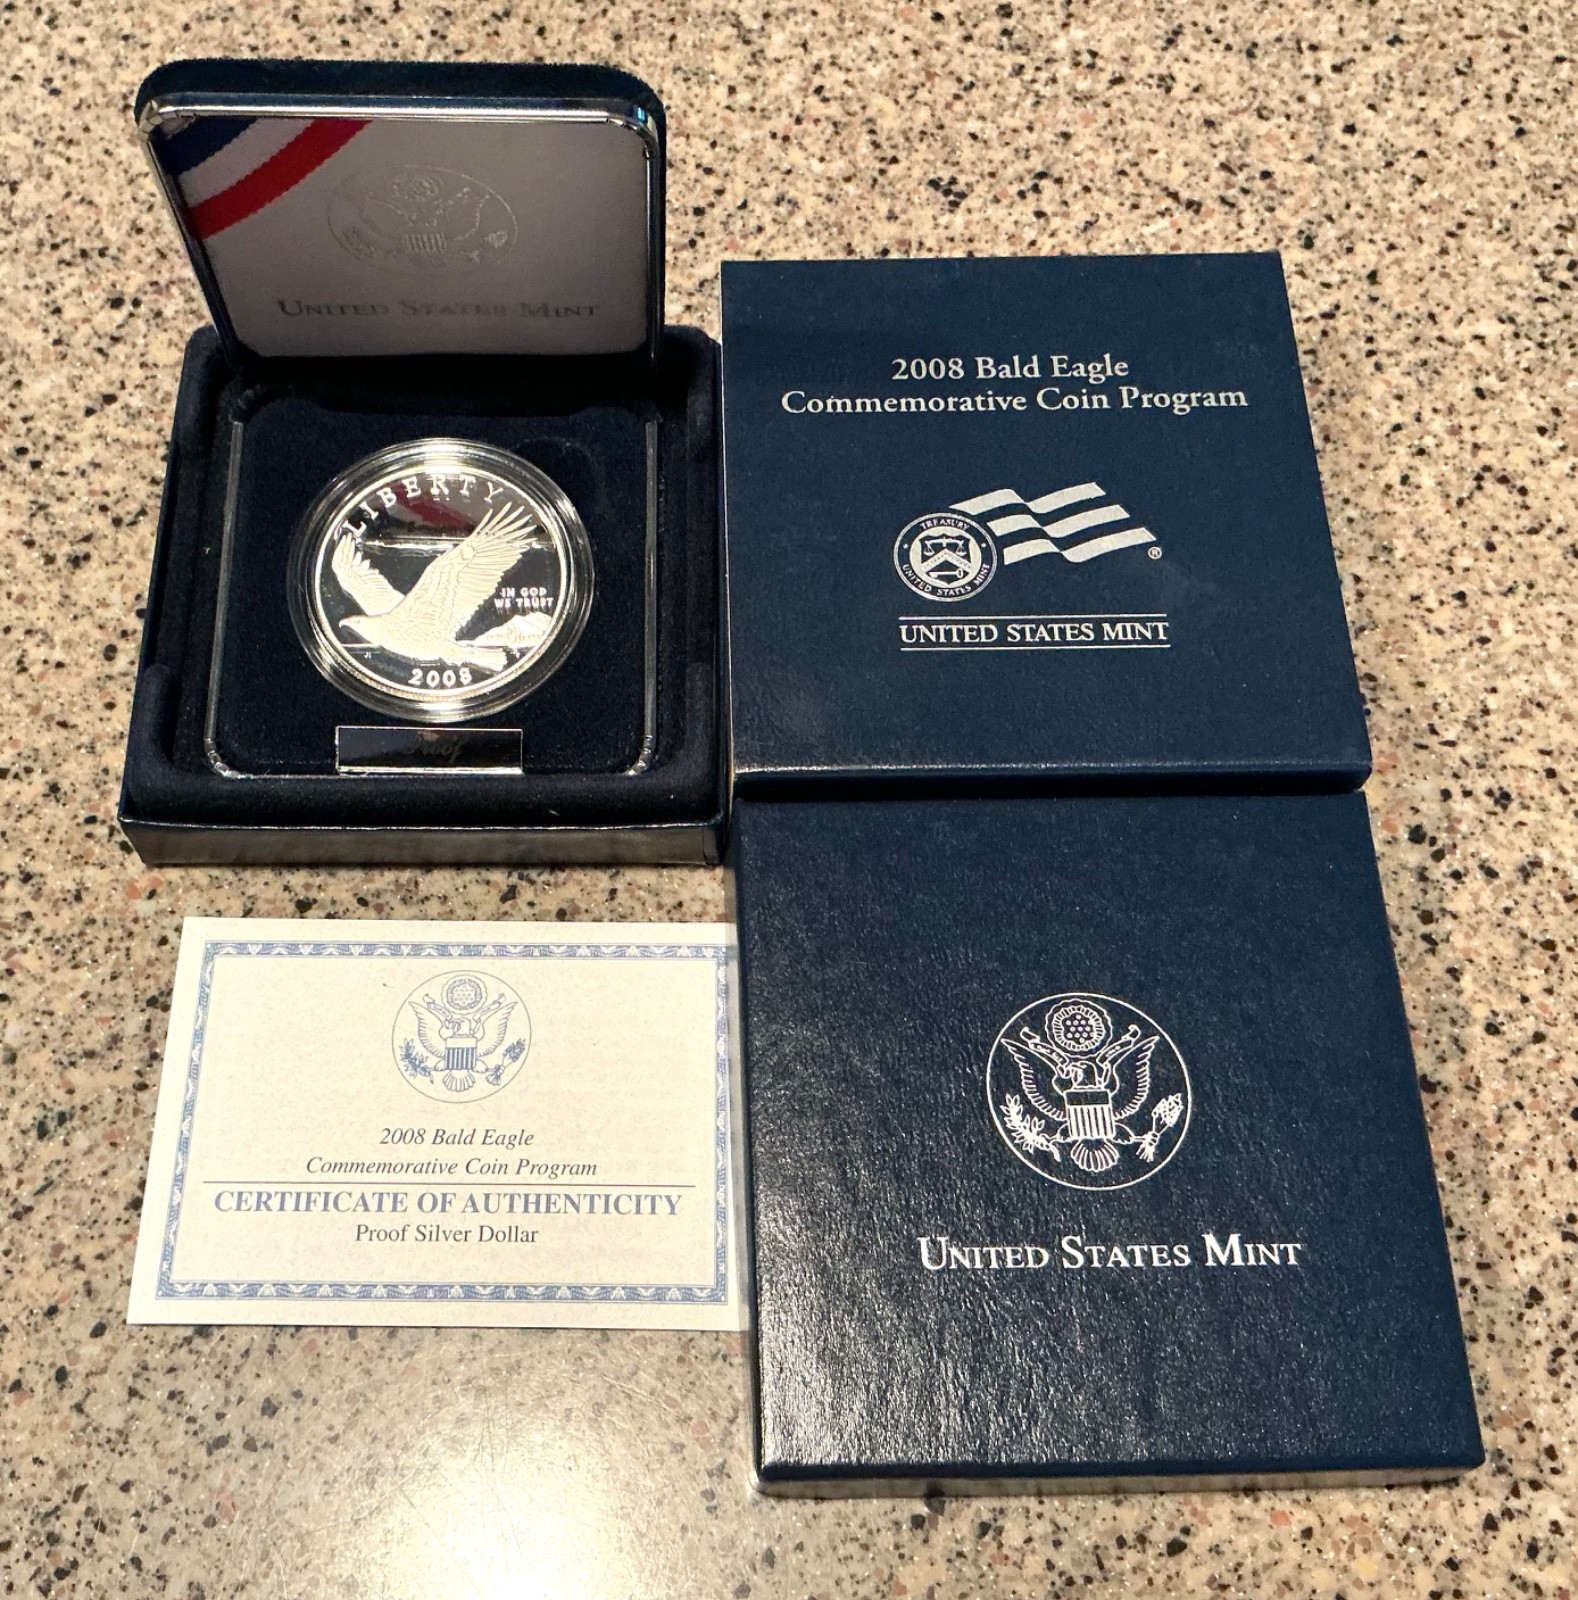 UNITED STATES MINT
LIBERTY
IN GOD
WE TRUST
2008
Proof
2008 Bald Eagle
Commemorative Coin Program
TREASURY
UNITED STATES MINT
®
UNITED STATES MINT
2008 Bald Eagle
Commemorative Coin Program
CERTIFICATE OF AUTHENTICITY
Proof Silver Dollar
UNITED STATES MINT